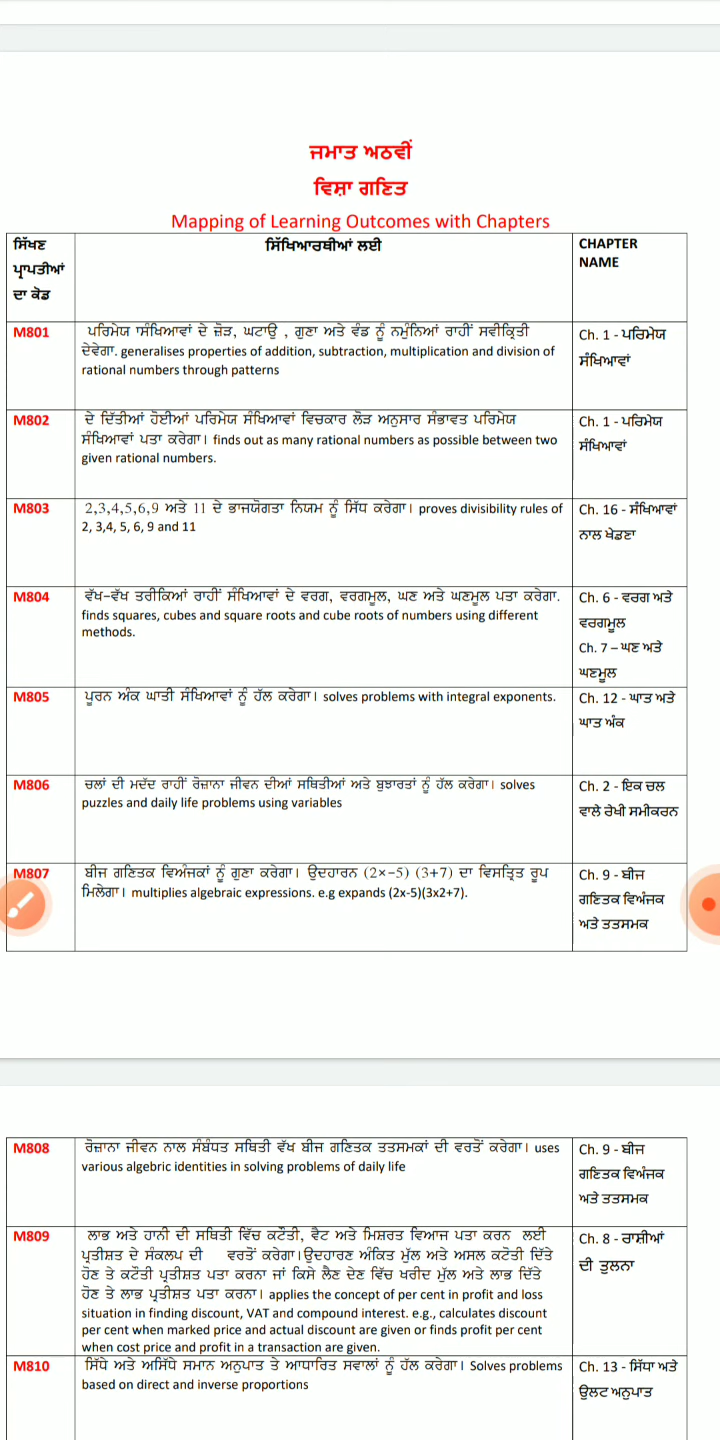 ਜਮਾਤ ਅਠਵੀਂ
ਵਿਸ਼ਾ ਗਣਿਤ
Mapping of Learning Outcomes with Chapters
ਸਿੱਖਣ
ਪ੍ਰਾਪਤੀਆਂ
ਦਾ ਕੋਡ
ਸਿੱਖਿਆਰਥੀਆਂ ਲਈ
CHAPTER
NAME
M801
ਪਰਿਮੇਯ ਾਸੰਖਿਆਵਾਂ ਦੇ ਜ਼ੋੜ, ਘਟਾਉ , ਗੁਣਾ ਅਤੇ ਵੰਡ ਨੂੰ ਨਮੁੰਨਿਆਂ ਰਾਹੀਂ ਸਵੀਕ੍ਰਿਤੀ
ਦੇਵੇਗਾ. generalises properties of addition, subtraction, multiplication and division of
rational numbers through patterns
Ch. 1 - ਪਰਿਮੇਯ
ਸੰਖਿਆਵਾਂ
M802
ਦੇ ਦਿੱਤੀਆਂ ਹੋਈਆਂ ਪਰਿਮੇਯ ਸੰਖਿਆਵਾਂ ਵਿਚਕਾਰ ਲੋੜ ਅਨੁਸਾਰ ਸੰਭਾਵਤ ਪਰਿਮੇਯ
ਸੰਖਿਆਵਾਂ ਪਤਾ ਕਰੇਗਾ। finds out as many rational numbers as possible between two
given rational numbers.
Ch. 1 - ਪਰਿਮੇਯ
ਸੰਖਿਆਵਾਂ
M803
2,3,4,5,6,9 ਅਤੇ 11 ਦੇ ਭਾਜਯੋਗਤਾ ਨਿਯਮ ਨੂੰ ਸਿੱਧ ਕਰੇਗਾ। proves divisibility rules of
2, 3,4, 5, 6, 9 and 11
Ch. 16 - ਸੰਖਿਆਵਾਂ
ਨਾਲ ਖੇਡਣਾ
M804
ਵੱਖ-ਵੱਖ ਤਰੀਕਿਆਂ ਰਾਹੀਂ ਸੰਖਿਆਵਾਂ ਦੇ ਵਰਗ, ਵਰਗਮੂਲ, ਘਣ ਅਤੇ ਘਣਮੂਲ ਪਤਾ ਕਰੇਗਾ.
finds squares, cubes and square roots and cube roots of numbers using different
methods.
Ch. 6 - ਵਰਗ ਅਤੇ
ਵਰਗਮੂਲ
Ch. 7 – ਘਣ ਅਤੇ
ਘਣਮੂਲ
M805
ਪੂਰਨ ਅੰਕ ਘਾਤੀ ਸੰਖਿਆਵਾਂ ਨੂੰ ਹੱਲ ਕਰੇਗਾ। solves problems with integral exponents.
Ch. 12 - ਘਾਤ ਅਤੇ
ਘਾਤ ਅੰਕ
M806
ਚਲਾਂ ਦੀ ਮਦੱਦ ਰਾਹੀਂ ਰੋਜ਼ਾਨਾ ਜੀਵਨ ਦੀਆਂ ਸਥਿਤੀਆਂ ਅਤੇ ਬੁਝਾਰਤਾਂ ਨੂੰ ਹੱਲ ਕਰੇਗਾ। solves
puzzles and daily life problems using variables
Ch. 2 - ਇਕ ਚਲ
ਵਾਲੇ ਰੇਖੀ ਸਮੀਕਰਨ
M807
ਬੀਜ ਗਣਿਤਕ ਵਿਅੰਜਕਾਂ ਨੂੰ ਗੁਣਾ ਕਰੇਗਾ। ਉਦਹਾਰਨ (2×−5) (3+7) ਦਾ ਵਿਸਤ੍ਰਿਤ ਰੂਪ
ਮਿਲੇਗਾ। multiplies algebraic expressions. e.g expands (2x-5)(3x2+7).
Ch. 9 - ਬੀਜ
ਗਣਿਤਕ ਵਿਅੰਜਕ
ਅਤੇ ਤਤਸਮਕ
M808
ਰੋਜ਼ਾਨਾ ਜੀਵਨ ਨਾਲ ਸੰਬੰਧਤ ਸਥਿਤੀ ਵੱਖ ਬੀਜ ਗਣਿਤਕ ਤਤਸਮਕਾਂ ਦੀ ਵਰਤੋਂ ਕਰੇਗਾ। uses
various algebric identities in solving problems of daily life
Ch. 9 - ਬੀਜ
ਗਣਿਤਕ ਵਿਅੰਜਕ
ਅਤੇ ਤਤਸਮਕ
M809
ਲਾਭ ਅਤੇ ਹਾਨੀ ਦੀ ਸਥਿਤੀ ਵਿੱਚ ਕਟੌਤੀ, ਵੈਟ ਅਤੇ ਮਿਸ਼ਰਤ ਵਿਆਜ ਪਤਾ ਕਰਨ ਲਈ
ਪ੍ਰਤੀਸ਼ਤ ਦੇ ਸੰਕਲਪ ਦੀ ਵਰਤੋਂ ਕਰੇਗਾ।ਉਦਹਾਰਣ ਅੰਕਿਤ ਮੁੱਲ ਅਤੇ ਅਸਲ ਕਟੋਤੀ ਦਿੱਤੇ
ਹੋਣ ਤੇ ਕਟੌਤੀ ਪ੍ਰਤੀਸ਼ਤ ਪਤਾ ਕਰਨਾ ਜਾਂ ਕਿਸੇ ਲੈਣ ਦੇਣ ਵਿੱਚ ਖਰੀਦ ਮੁੱਲ ਅਤੇ ਲਾਭ ਦਿੱਤੇ
ਹੋਣ ਤੇ ਲਾਭ ਪ੍ਰਤੀਸ਼ਤ ਪਤਾ ਕਰਨਾ। applies the concept of per cent in profit and loss
situation in finding discount, VAT and compound interest. e.g., calculates discount
per cent when marked price and actual discount are given or finds profit per cent
when cost price and profit in a transaction are given.
Ch. 8 - ਰਾਸ਼ੀਆਂ
ਦੀ ਤੁਲਨਾ
M810
ਸਿੱਧੇ ਅਤੇ ਅਸਿੱਧੇ ਸਮਾਨ ਅਨੁਪਾਤ ਤੇ ਆਧਾਰਿਤ ਸਵਾਲਾਂ ਨੂੰ ਹੱਲ ਕਰੇਗਾ। Solves problems
based on direct and inverse proportions
Ch. 13 - ਸਿੱਧਾ ਅਤੇ
ਉਲਟ ਅਨੁਪਾਤ